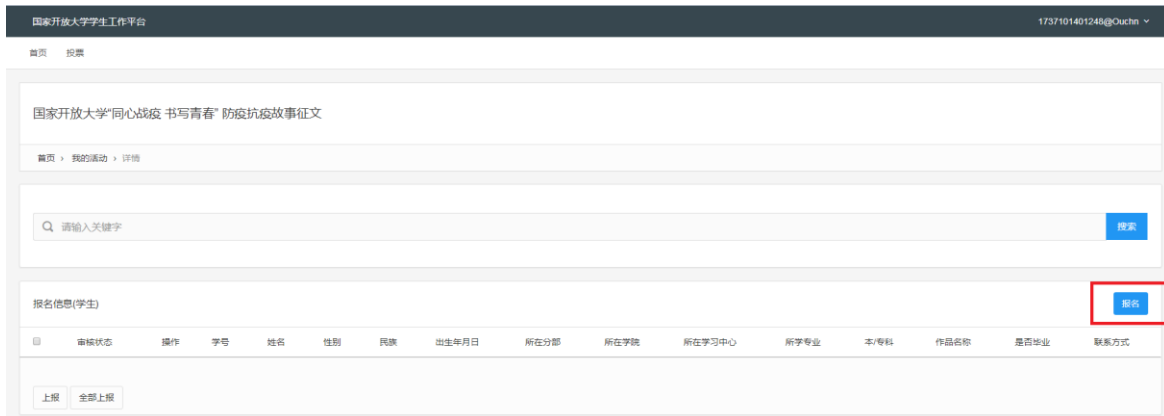 国家开放大学学生工作平台 1737101401248@Ouchn
首页 投票
国家开放大学“同心战疫 书写青春” 防疫抗疫故事征文
首页 › 我的活动 › 详情
请输入关键字 搜索
报名信息(学生) 报名
审核状态 操作 学号 姓名 性别 民族 出生年月日 所在分部 所在学院 所在学习中心 所学专业 本/专科 作品名称 是否毕业 联系方式
上报 全部上报